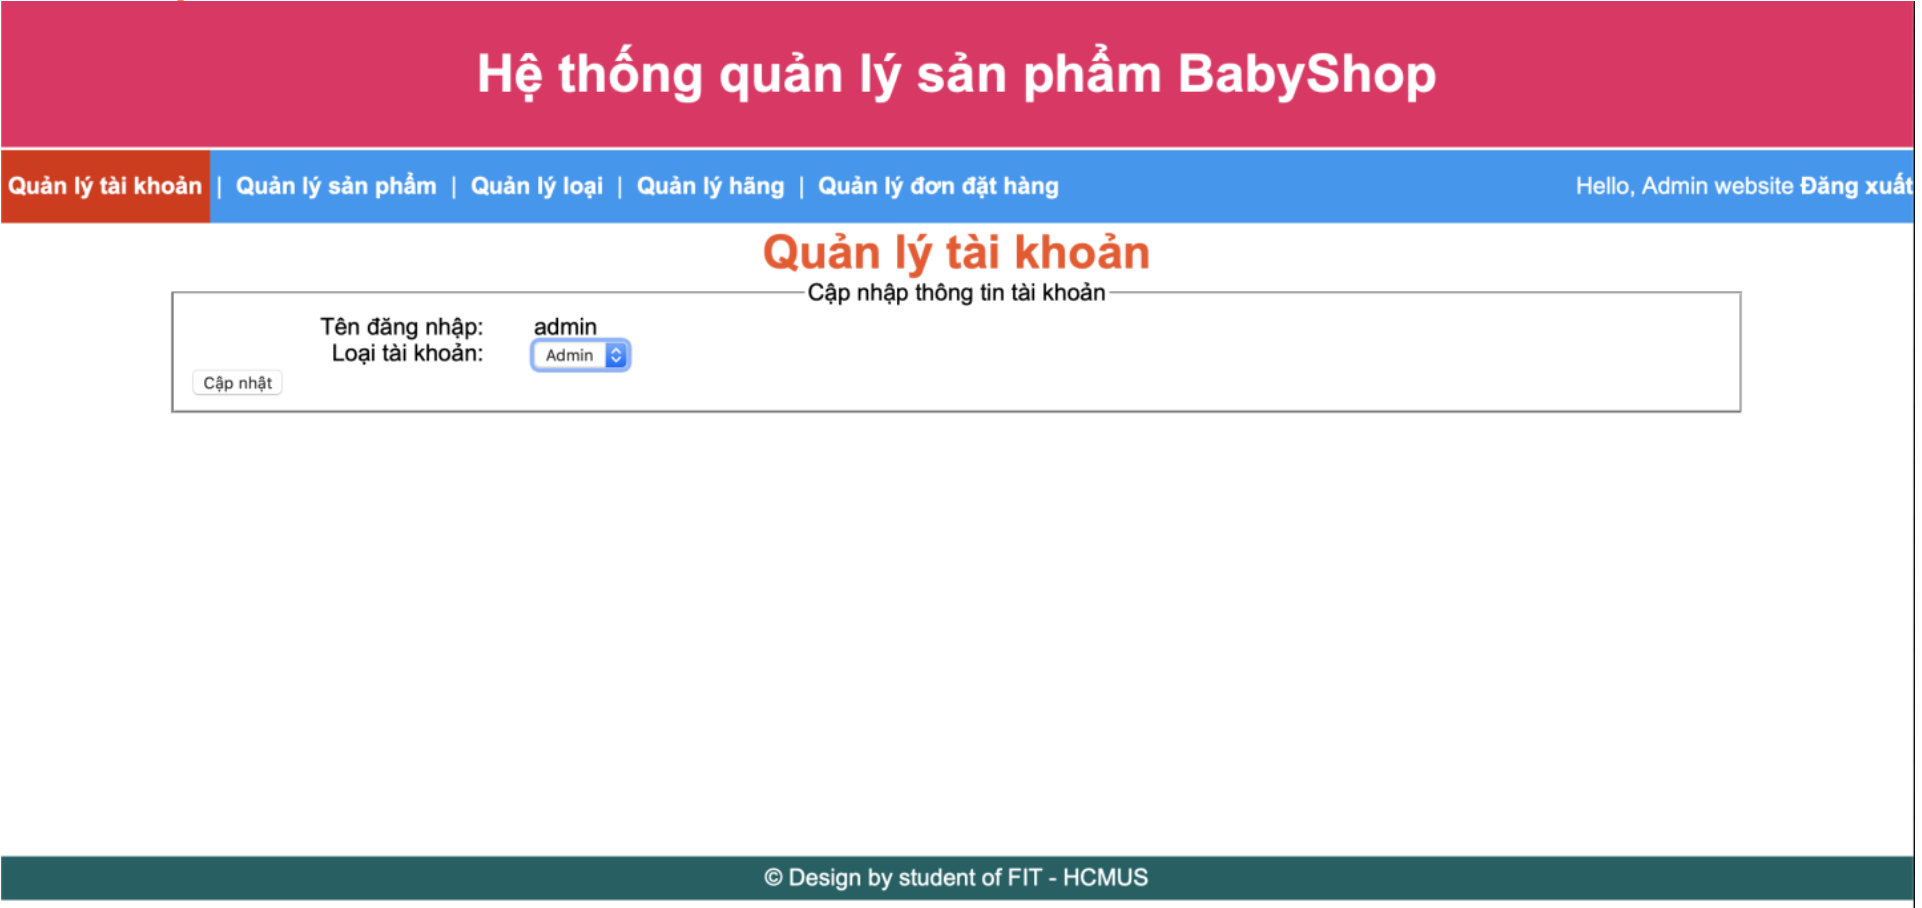 Hệ thống quản lý sản phẩm BabyShop
Quản lý tài khoản | Quản lý sản phẩm | Quản lý loại | Quản lý hãng | Quản lý đơn đặt hàng Hello, Admin website Đăng xuất
Quản lý tài khoản
Cập nhập thông tin tài khoản
Tên đăng nhập: admin
Loại tài khoản: Admin
Cập nhật
© Design by student of FIT - HCMUS